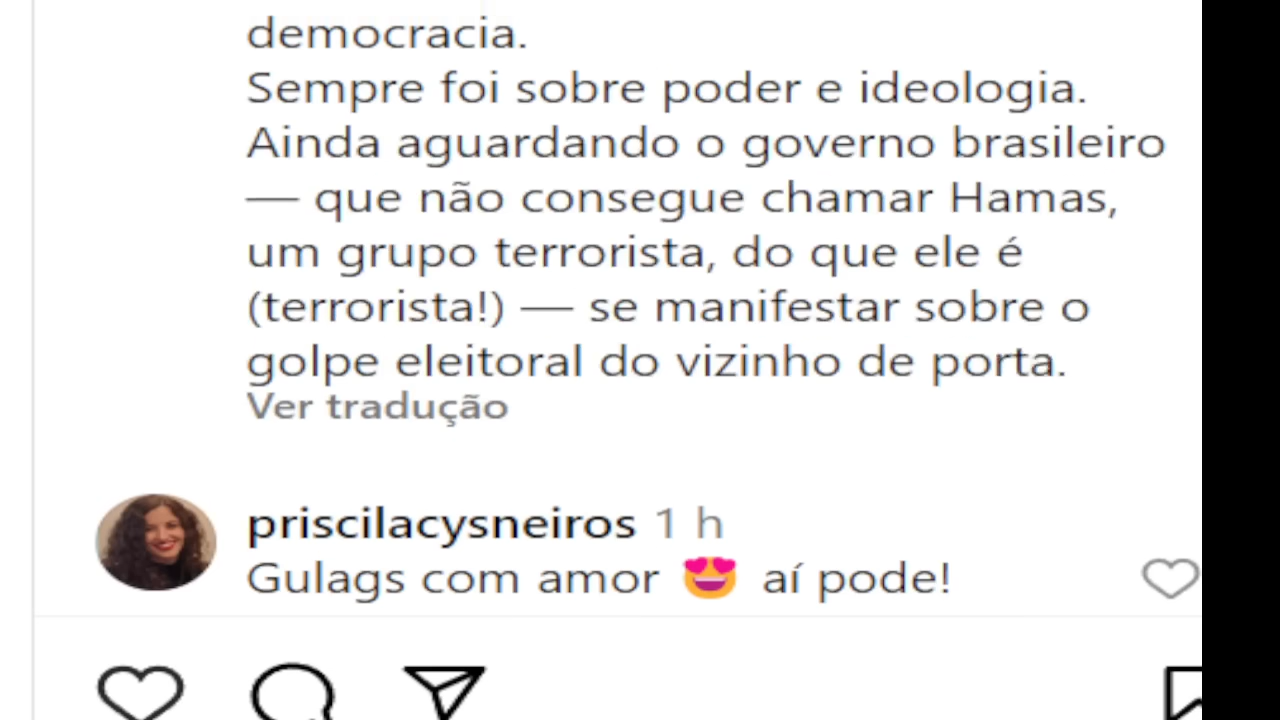 democracia.
Sempre foi sobre poder e ideologia.
Ainda aguardando o governo brasileiro
— que não consegue chamar Hamas,
um grupo terrorista, do que ele é
(terrorista!) — se manifestar sobre o
golpe eleitoral do vizinho de porta.
Ver tradução
priscilacysneiros 1 h
Gulags com amor 😍 aí pode!